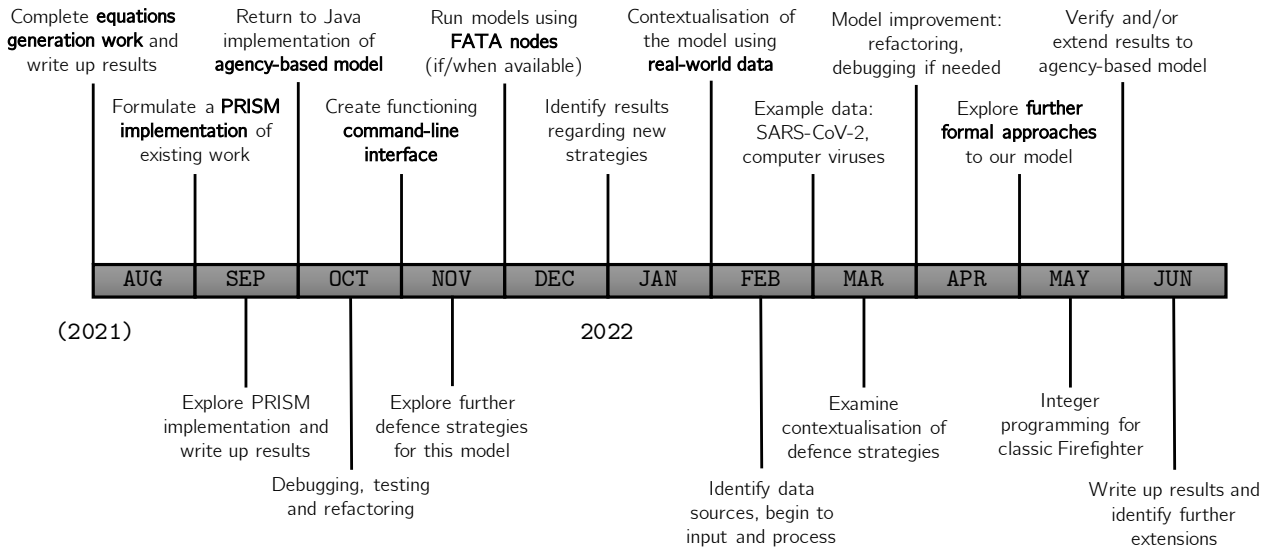 Complete equations
generation work and
write up results
Return to Java
implementation of
agency-based model
Run models using
FATA nodes
(if/when available)
Contextualisation of
the model using
real-world data
Model improvement:
refactoring,
debugging if needed
Verify and/or
extend results to
agency-based model
Formulate a PRISM
implementation of
existing work
Create functioning
command-line
interface
Identify results
regarding new
strategies
Example data:
SARS-CoV-2,
computer viruses
Explore further
formal approaches
to our model
AUG SEP OCT NOV DEC JAN FEB MAR APR MAY JUN
(2021) 2022
Explore PRISM
implementation and
write up results
Explore further
defence strategies
for this model
Examine
contextualisation of
defence strategies
Integer
programming for
classic Firefighter
Debugging, testing
and refactoring
Identify data
sources, begin to
input and process
Write up results and
identify further
extensions